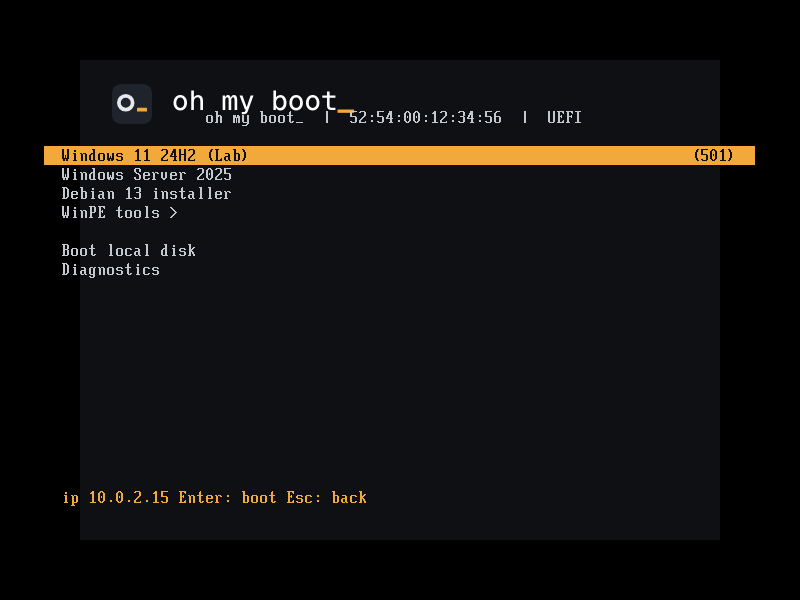 oh my boot_
oh my boot_ | 52:54:00:12:34:56 | UEFI
Windows 11 24H2 (Lab) (501)
Windows Server 2025
Debian 13 installer
WinPE tools >
Boot local disk
Diagnostics
ip 10.0.2.15 Enter: boot Esc: back